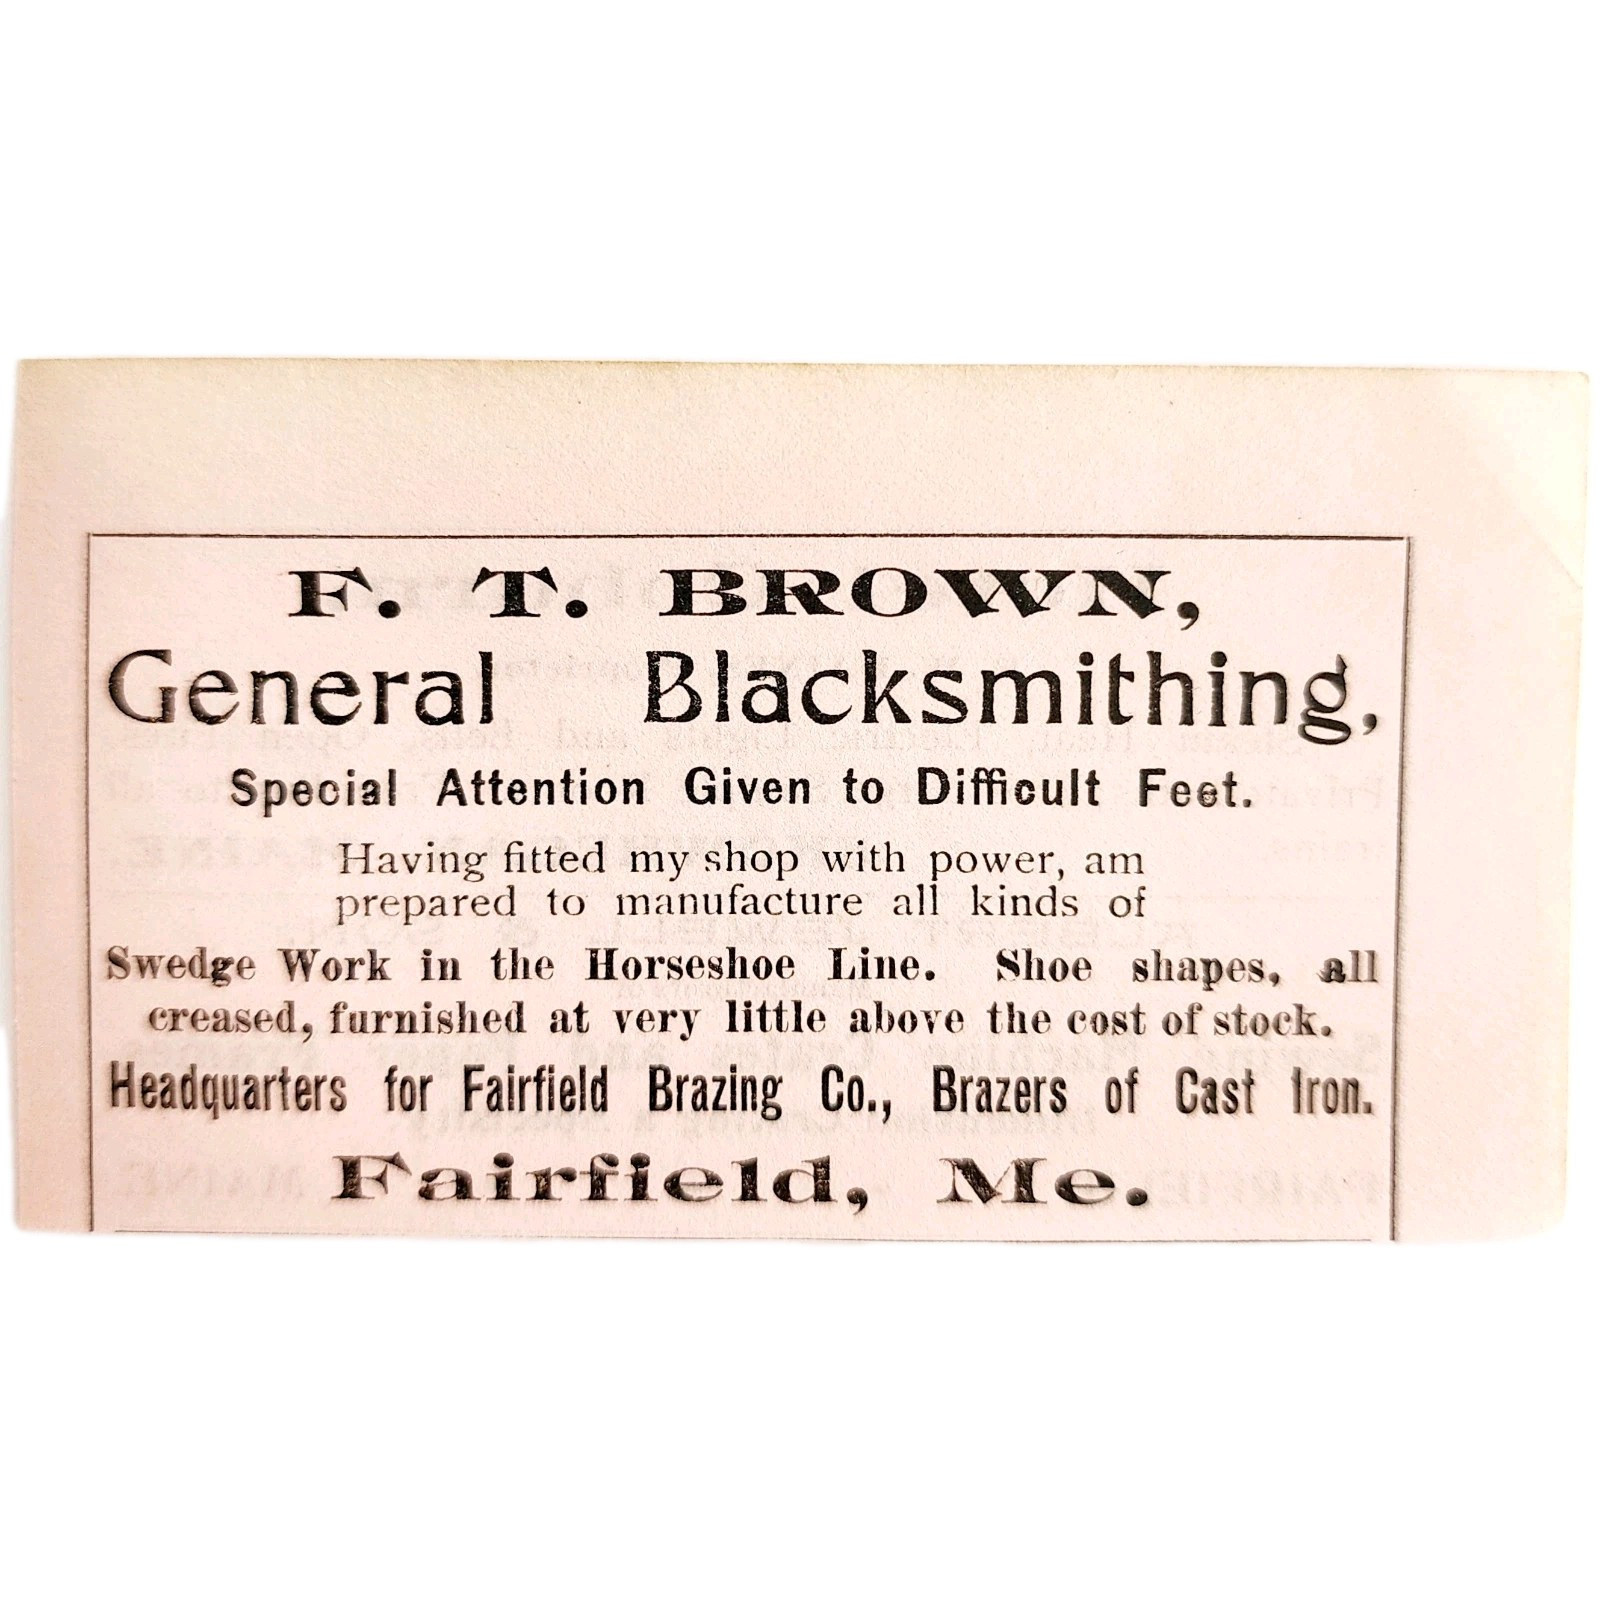 F. T. BROWN,
General Blacksmithing,
Special Attention Given to Difficult Feet.
Having fitted my shop with power, am
prepared to manufacture all kinds of
Swedge Work in the Horseshoe Line. Shoe shapes, all
creased, furnished at very little above the cost of stock.
Headquarters for Fairfield Brazing Co., Brazers of Cast Iron.
Fairfield, Me.